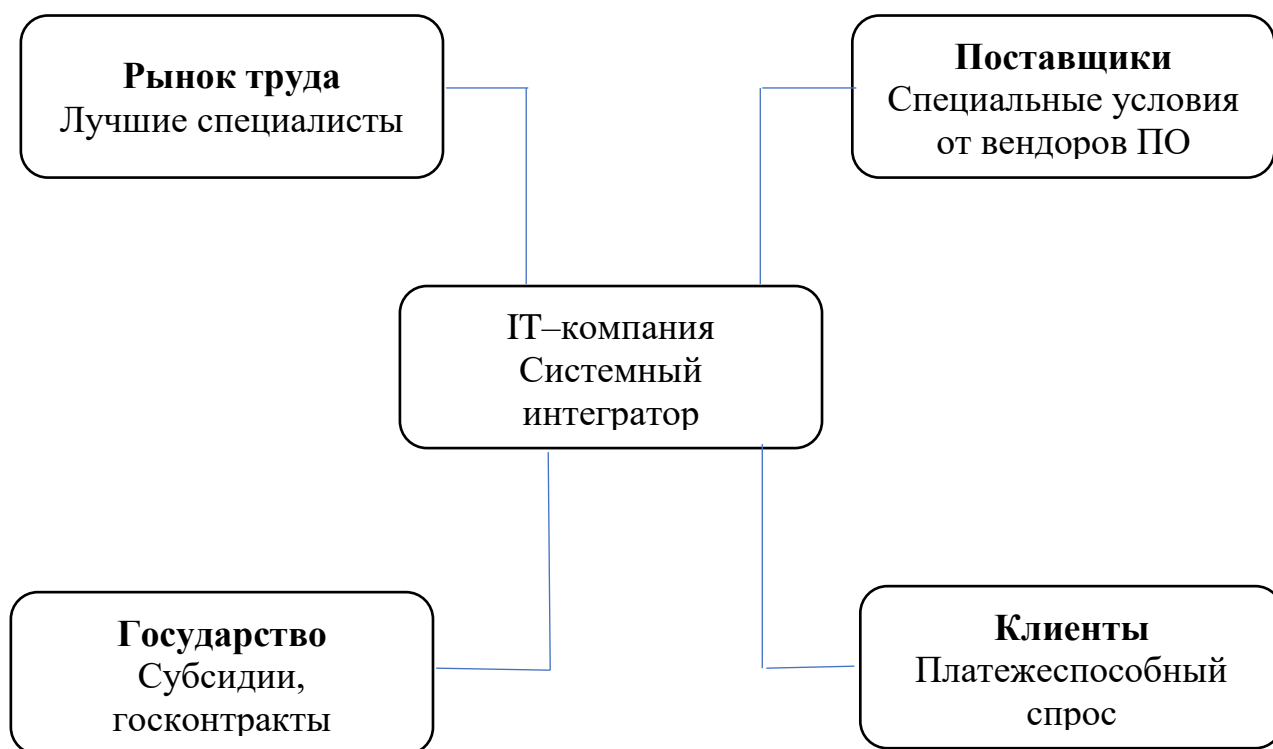 Рынок труда
Лучшие специалисты
Поставщики
Специальные условия
от вендоров ПО
IT–компания
Системный
интегратор
Государство
Субсидии,
госконтракты
Клиенты
Платежеспособный
спрос